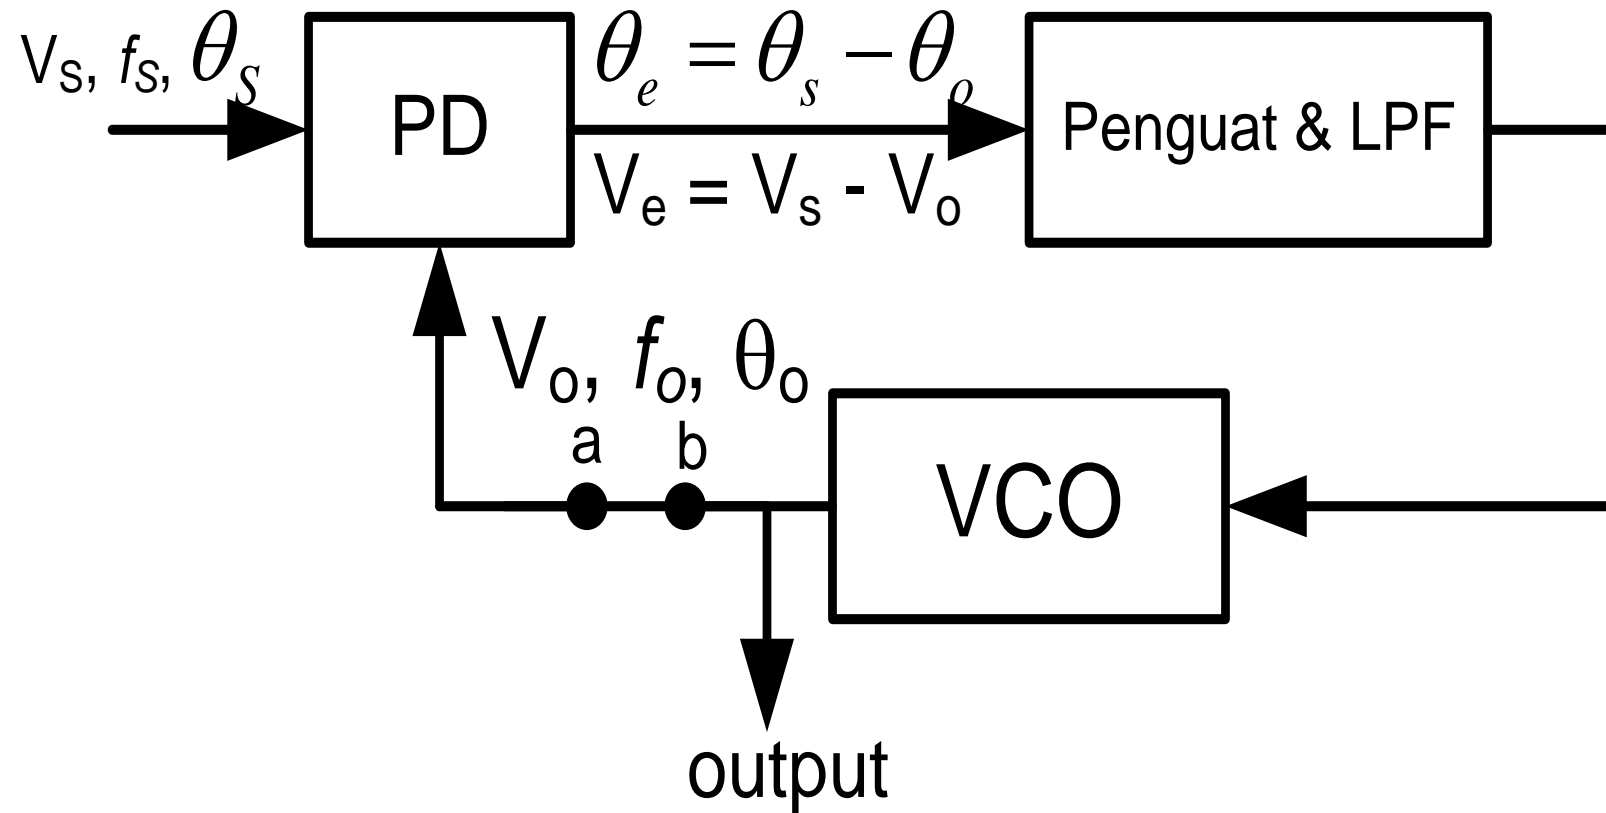 Vs, fs, θs
PD
θe = θs − θo
Ve = Vs - Vo
Penguat & LPF
Vo, fo, θo
a
b
VCO
output